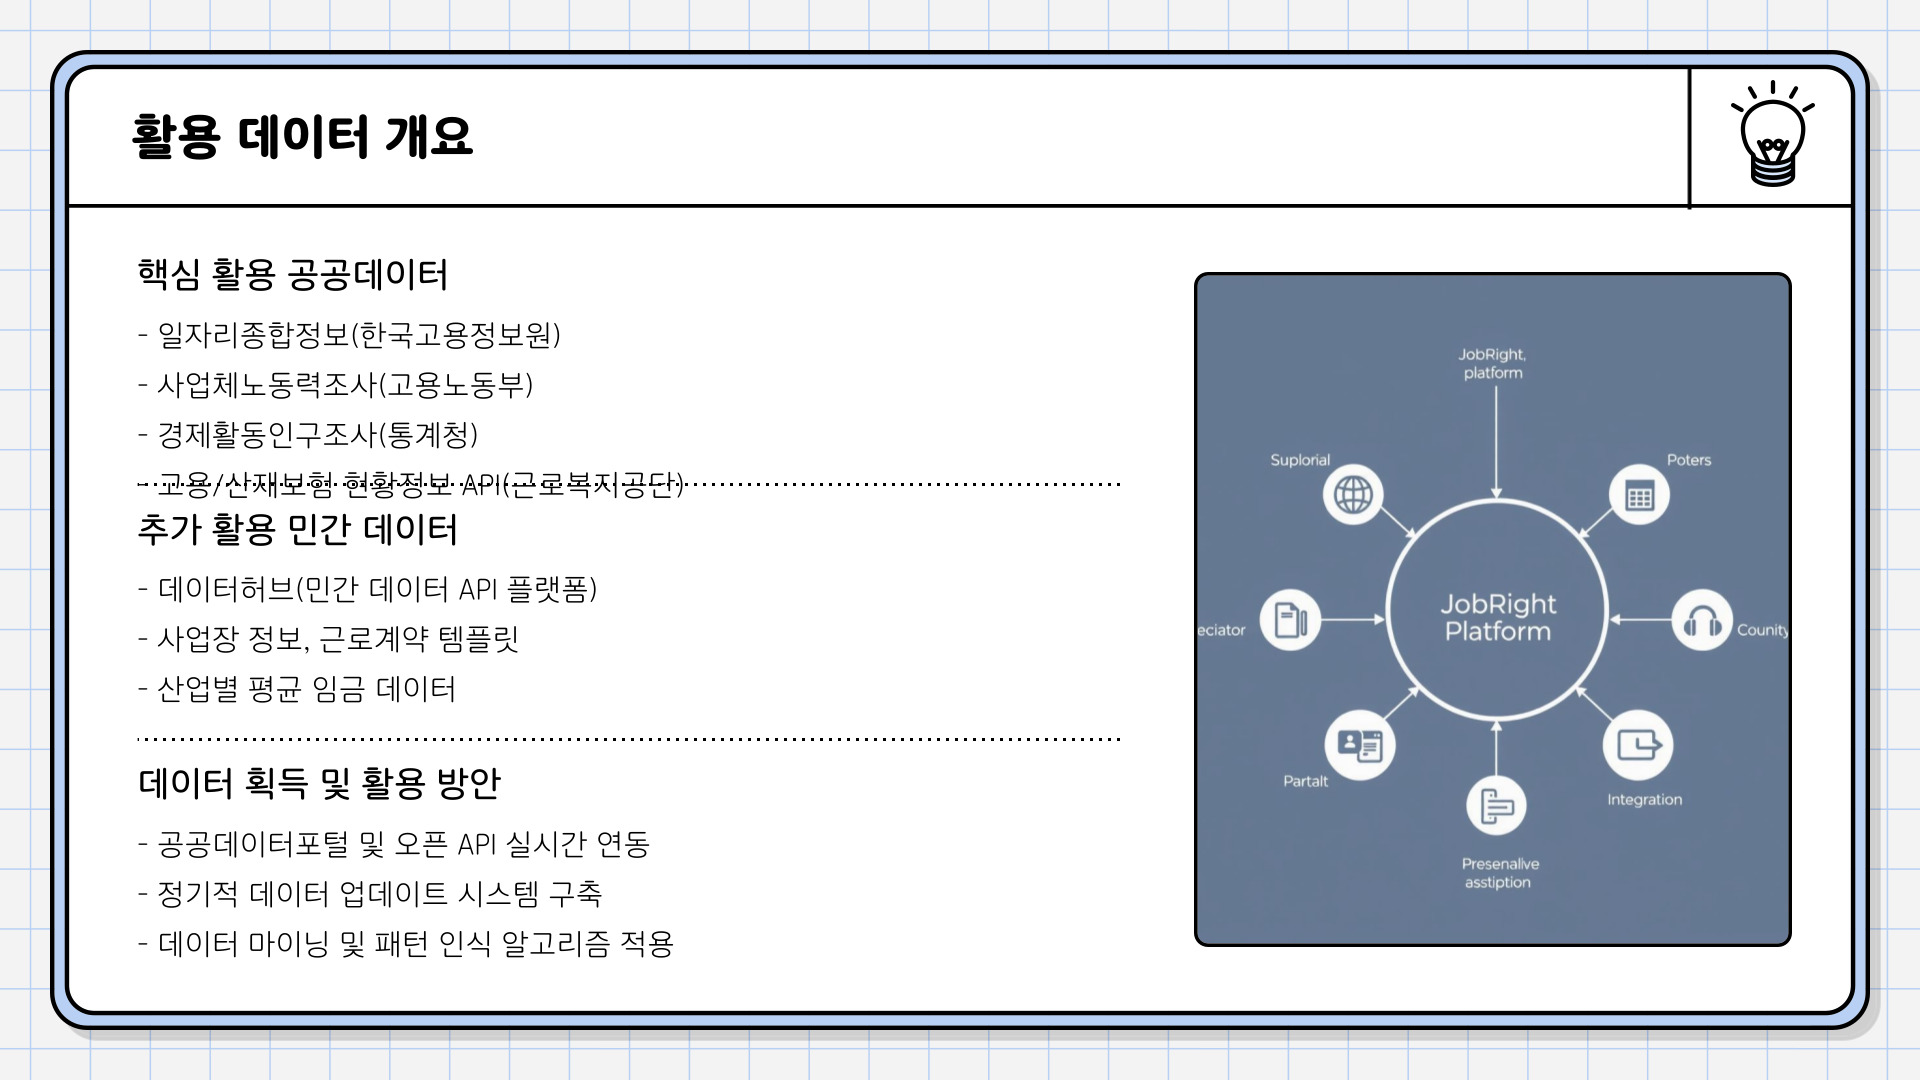 활용 데이터 개요
핵심 활용 공공데이터
- 일자리종합정보(한국고용정보원)
- 사업체노동력조사(고용노동부)
- 경제활동인구조사(통계청)
- 고용/산재보험 현황정보 API(근로복지공단)
추가 활용 민간 데이터
- 데이터허브(민간 데이터 API 플랫폼)
- 사업장 정보, 근로계약 템플릿
- 산업별 평균 임금 데이터
데이터 획득 및 활용 방안
- 공공데이터포털 및 오픈 API 실시간 연동
- 정기적 데이터 업데이트 시스템 구축
- 데이터 마이닝 및 패턴 인식 알고리즘 적용
JobRight,
platform
Suplorial
Poters
JobRight
Platform
eciator
Counity
Partalt
Integration
Presenalive
asstiption